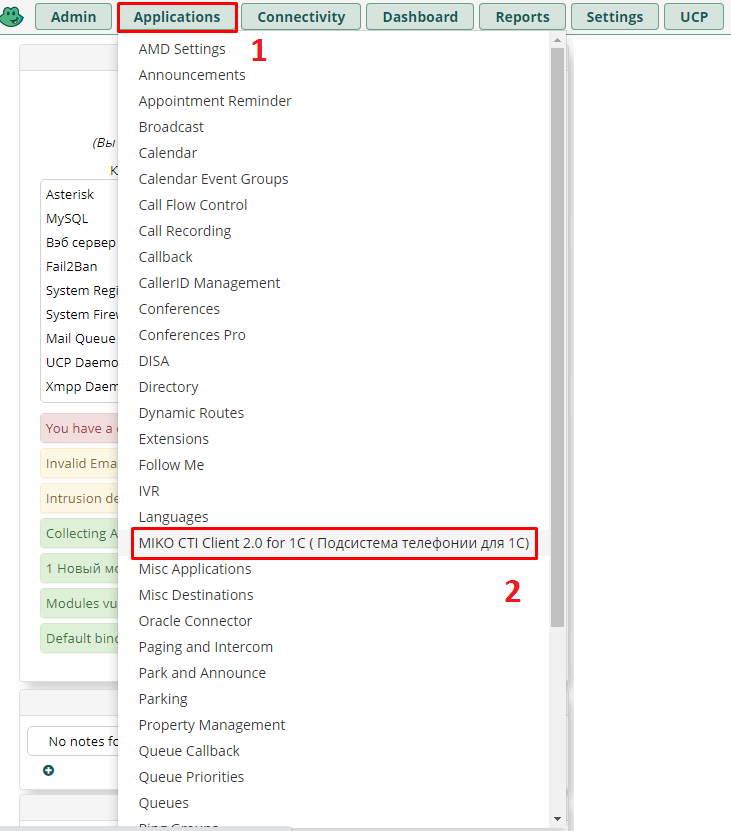 Admin Applications Connectivity Dashboard Reports Settings UCP
1
AMD Settings
Announcements
Appointment Reminder
Broadcast
Calendar
Calendar Event Groups
Call Flow Control
Call Recording
Callback
CallerID Management
Conferences
Conferences Pro
DISA
Directory
Dynamic Routes
Extensions
Follow Me
IVR
Languages
MIKO CTI Client 2.0 for 1C ( Подсистема телефонии для 1С)
2
Misc Applications
Misc Destinations
Oracle Connector
Paging and Intercom
Park and Announce
Parking
Property Management
Queue Callback
Queue Priorities
Queues
(Вы
К
Asterisk
MySQL
Вэб сервер
Fail2Ban
System Regi
System Firew
Mail Queue
UCP Daemo
Xmpp Daem
You have a
Invalid Ema
Intrusion de
Collecting A
1 Новый мо
Modules vu
Default bind
No notes fo